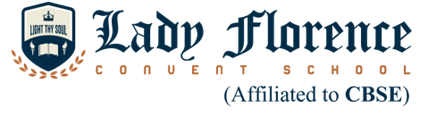 LIGHT THY SOUL
Lady Florence
CONVENT SCHOOL
(Affiliated to CBSE)